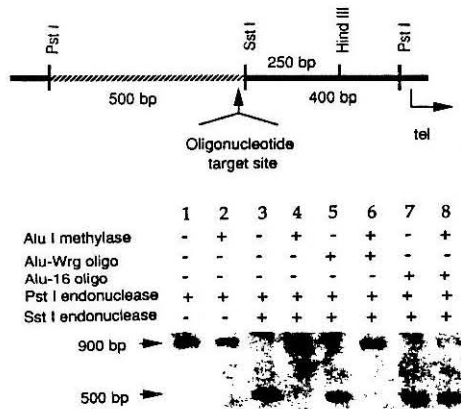 Pst I
Sst I
Hind III
Pst I
250 bp
500 bp
400 bp
tel
Oligonucleotide
target site
1 2 3 4 5 6 7 8
Alu I methylase - + - + - + - +
Alu-Wrg oligo - - - - + + - -
Alu-16 oligo - - - - - - + +
Pst I endonuclease + + + + + + + +
Sst I endonuclease - - + + + + + +
900 bp
500 bp